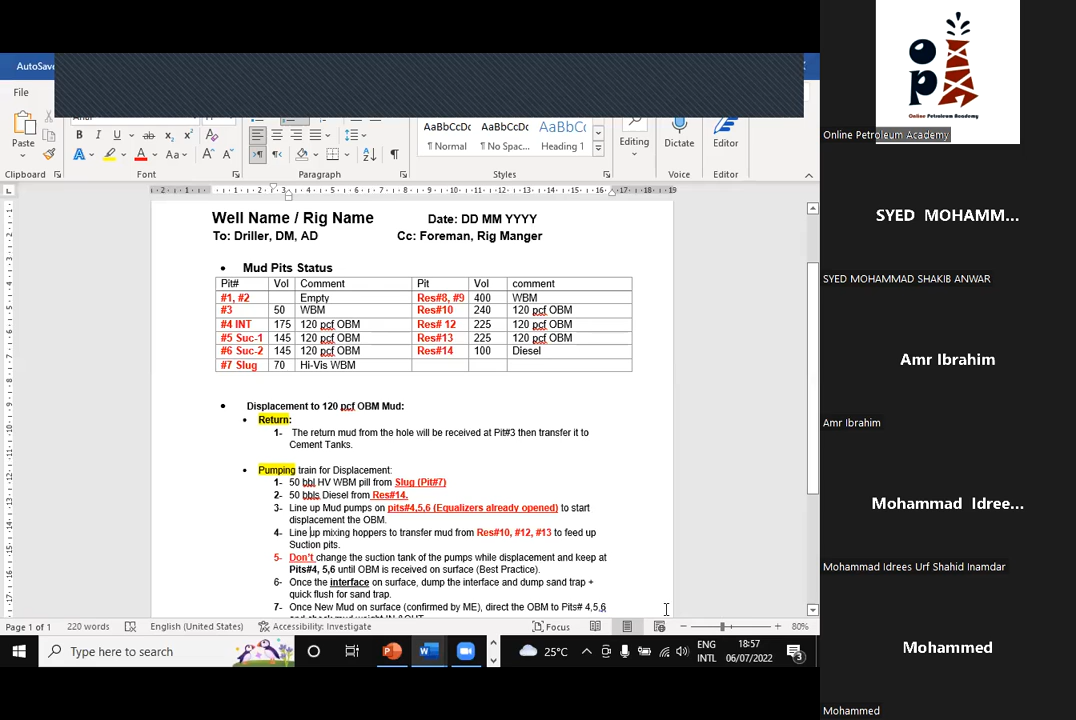 AutoSave
File
Paste
B I U ab x₂ x²
A Aa A A
AaBbCcDc AaBbCcDc AaBbCc
¶ Normal ¶ No Spac... Heading 1
Editing
Dictate
Editor
Clipboard Font Paragraph Styles Voice Editor
Well Name / Rig Name Date: DD MM YYYY
To: Driller, DM, AD Cc: Foreman, Rig Manger
• Mud Pits Status
Pit# Vol Comment Pit Vol comment
#1, #2 Empty Res#8, #9 400 WBM
#3 50 WBM Res#10 240 120 pcf OBM
#4 INT 175 120 pcf OBM Res# 12 225 120 pcf OBM
#5 Suc-1 145 120 pcf OBM Res#13 225 120 pcf OBM
#6 Suc-2 145 120 pcf OBM Res#14 100 Diesel
#7 Slug 70 Hi-Vis WBM
• Displacement to 120 pcf OBM Mud:
• Return:
1- The return mud from the hole will be received at Pit#3 then transfer it to
Cement Tanks.
• Pumping train for Displacement:
1- 50 bbl HV WBM pill from Slug (Pit#7)
2- 50 bbls Diesel from Res#14.
3- Line up Mud pumps on pits#4,5,6 (Equalizers already opened) to start
displacement the OBM.
4- Line up mixing hoppers to transfer mud from Res#10, #12, #13 to feed up
Suction pits.
5- Don't change the suction tank of the pumps while displacement and keep at
Pits#4, 5,6 until OBM is received on surface (Best Practice).
6- Once the interface on surface, dump the interface and dump sand trap +
quick flush for sand trap.
7- Once New Mud on surface (confirmed by ME), direct the OBM to Pits# 4,5,6
Page 1 of 1 220 words English (United States) Accessibility: Investigate Focus 80%
Type here to search
25°C
ENG
INTL
18:57
06/07/2022
3
Online Petroleum Academy
Online Petroleum Academy
SYED MOHAMM...
SYED MOHAMMAD SHAKIB ANWAR
Amr Ibrahim
Amr Ibrahim
Mohammad Idree...
Mohammad Idrees Urf Shahid Inamdar
Mohammed
Mohammed